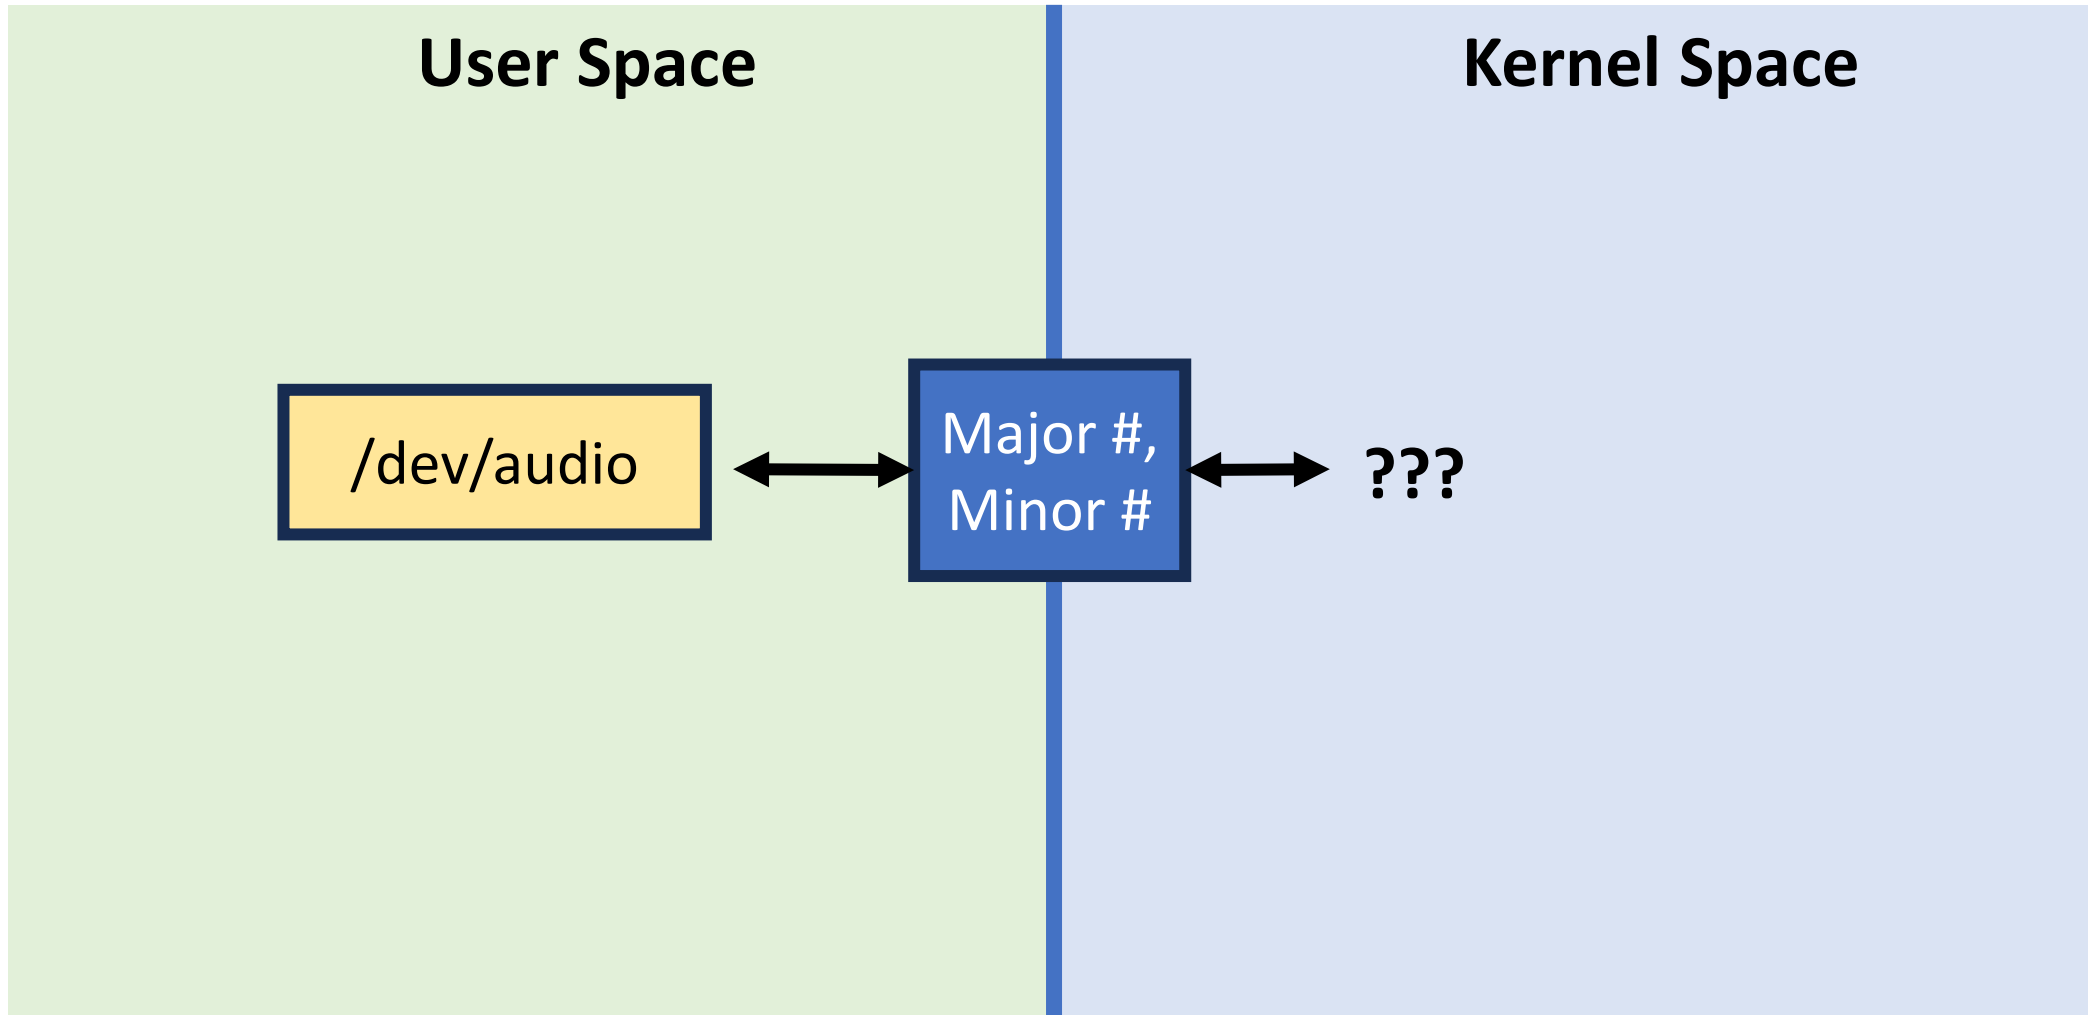 User Space
Kernel Space
/dev/audio
Major #,
Minor #
???